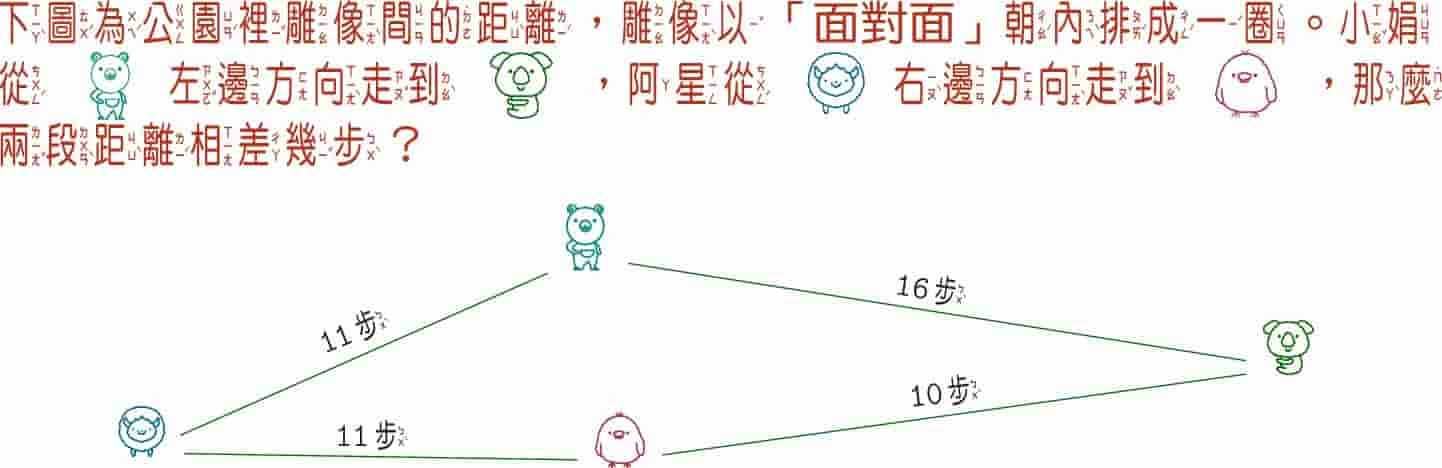 下圖為公園裡雕像間的距離，雕像以「面對面」朝內排成一圈。小娟
從　左邊方向走到　，阿星從　右邊方向走到　，那麼
兩段距離相差幾步？
16步
11步
10步
11步